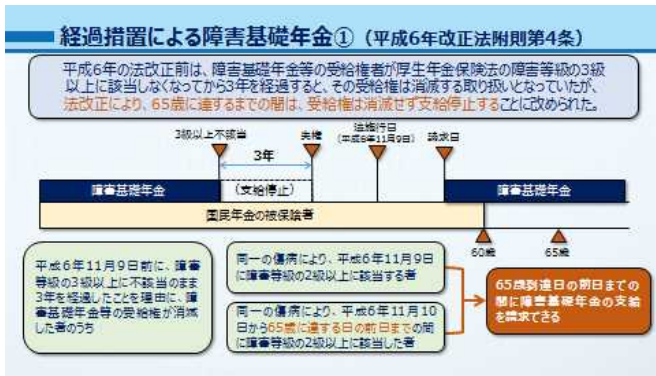 経過措置による障害基礎年金①（平成6年改正法附則第4条）
平成6年の法改正前は、障害基礎年金等の受給権者が厚生年金保険法の障害等級の3級
以上に該当しなくなってから3年を経過すると、その受給権は消滅する取り扱いとなっていたが、
法改正により、65歳に達するまでの間は、受給権は消滅せず支給停止することに改められた。
3級以上不該当
失権
法施行日
（平成6年11月9日）
請求日
3年
障害基礎年金
（支給停止）
障害基礎年金
国民年金の被保険者
60歳
65歳
平成6年11月9日前に、障害
等級の3級以上に不該当のまま
3年を経過したことを理由に、障
害基礎年金等の受給権が消滅
した者のうち
同一の傷病により、平成6年11月9日
に障害等級の2級以上に該当する者
同一の傷病により、平成6年11月10
日から65歳に達する日の前日までの間
に障害等級の2級以上に該当した者
65歳到達日の前日までの
間に障害基礎年金の支給
を請求できる